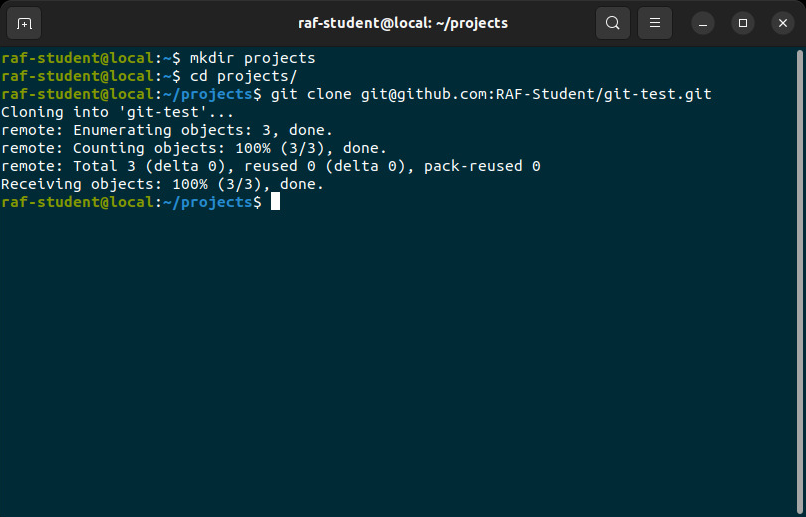 raf-student@local: ~/projects
raf-student@local:~$ mkdir projects
raf-student@local:~$ cd projects/
raf-student@local:~/projects$ git clone git@github.com:RAF-Student/git-test.git
Cloning into 'git-test'...
remote: Enumerating objects: 3, done.
remote: Counting objects: 100% (3/3), done.
remote: Total 3 (delta 0), reused 0 (delta 0), pack-reused 0
Receiving objects: 100% (3/3), done.
raf-student@local:~/projects$